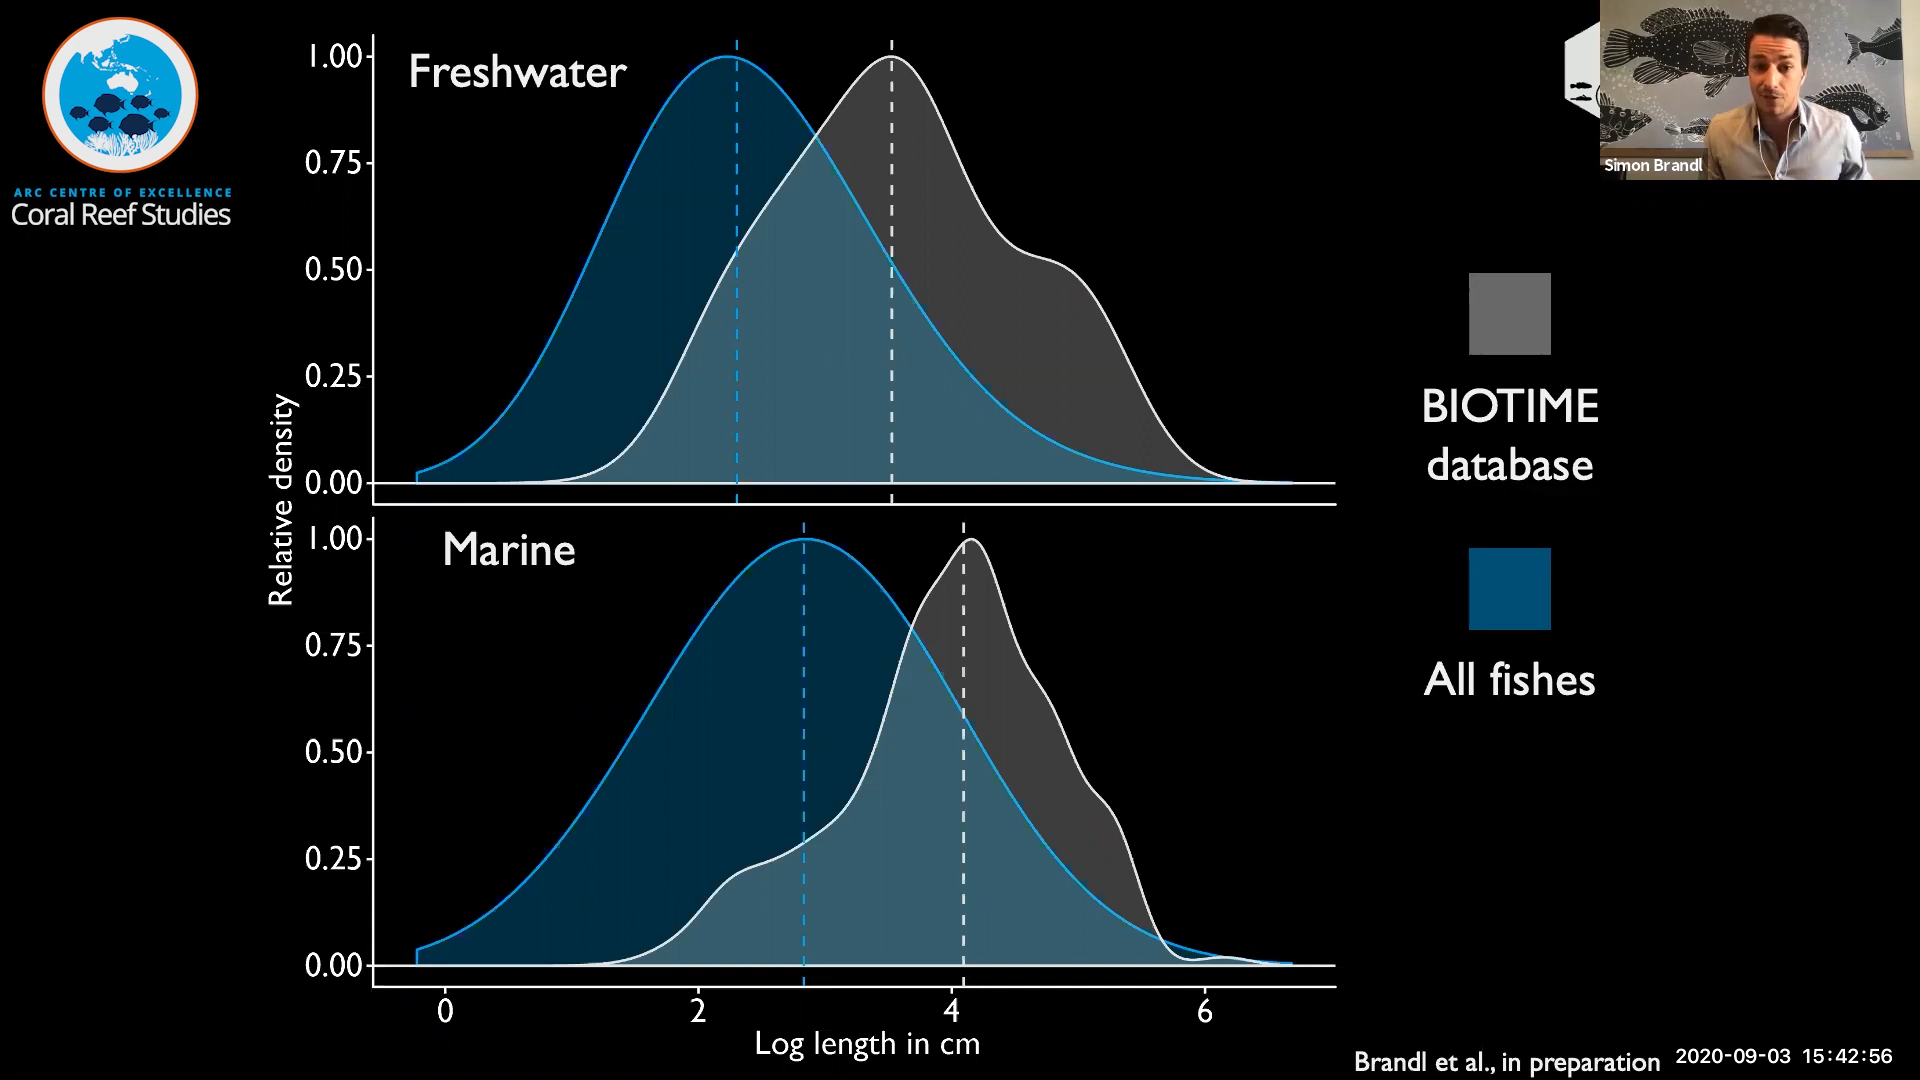 ARC CENTRE OF EXCELLENCE
Coral Reef Studies
Simon Brandl
Relative density
Freshwater
1.00
0.75
0.50
0.25
0.00
Marine
1.00
0.75
0.50
0.25
0.00
0 2 4 6
Log length in cm
BIOTIME
database
All fishes
Brandl et al., in preparation
2020-09-03 15:42:56